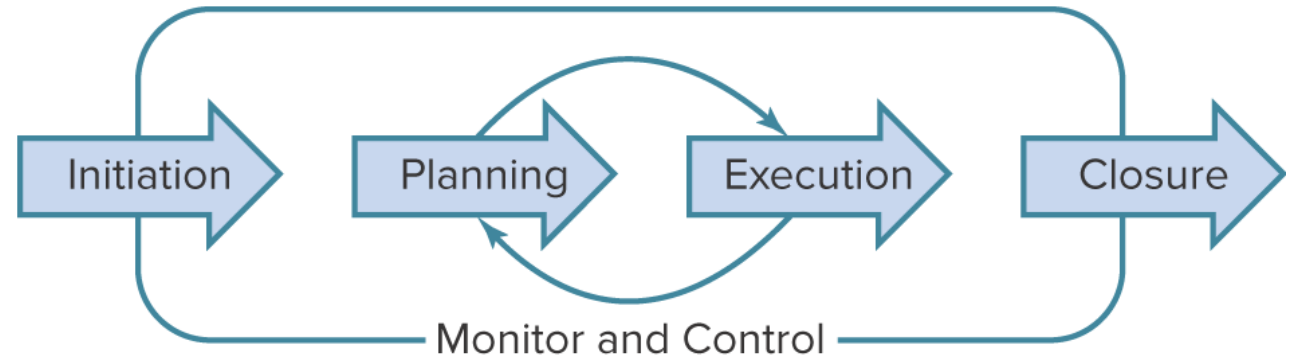 Initiation
Planning
Execution
Closure
Monitor and Control